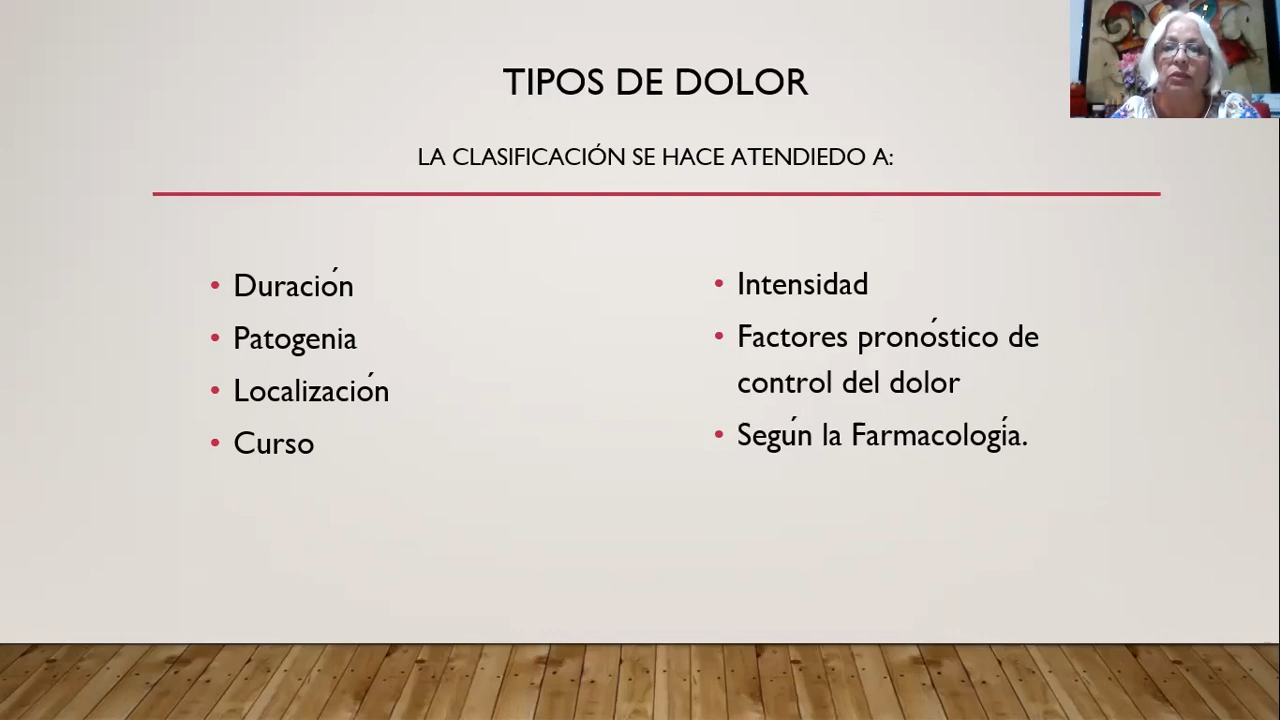 TIPOS DE DOLOR
LA CLASIFICACIÓN SE HACE ATENDIEDO A:
• Duración
• Patogenia
• Localización
• Curso
• Intensidad
• Factores pronóstico de
control del dolor
• Según la Farmacología.